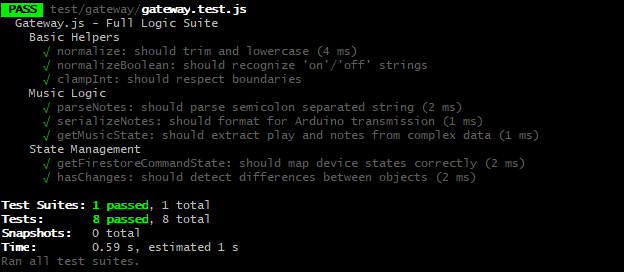 PASS test/gateway/gateway.test.js
Gateway.js - Full Logic Suite
Basic Helpers
√ normalize: should trim and lowercase (4 ms)
√ normalizeBoolean: should recognize 'on'/'off' strings
√ clampInt: should respect boundaries
Music Logic
√ parseNotes: should parse semicolon separated string (2 ms)
√ serializeNotes: should format for Arduino transmission (1 ms)
√ getMusicState: should extract play and notes from complex data (1 ms)
State Management
√ getFirestoreCommandState: should map device states correctly (2 ms)
√ hasChanges: should detect differences between objects (2 ms)
Test Suites: 1 passed, 1 total
Tests: 8 passed, 8 total
Snapshots: 0 total
Time: 0.59 s, estimated 1 s
Ran all test suites.